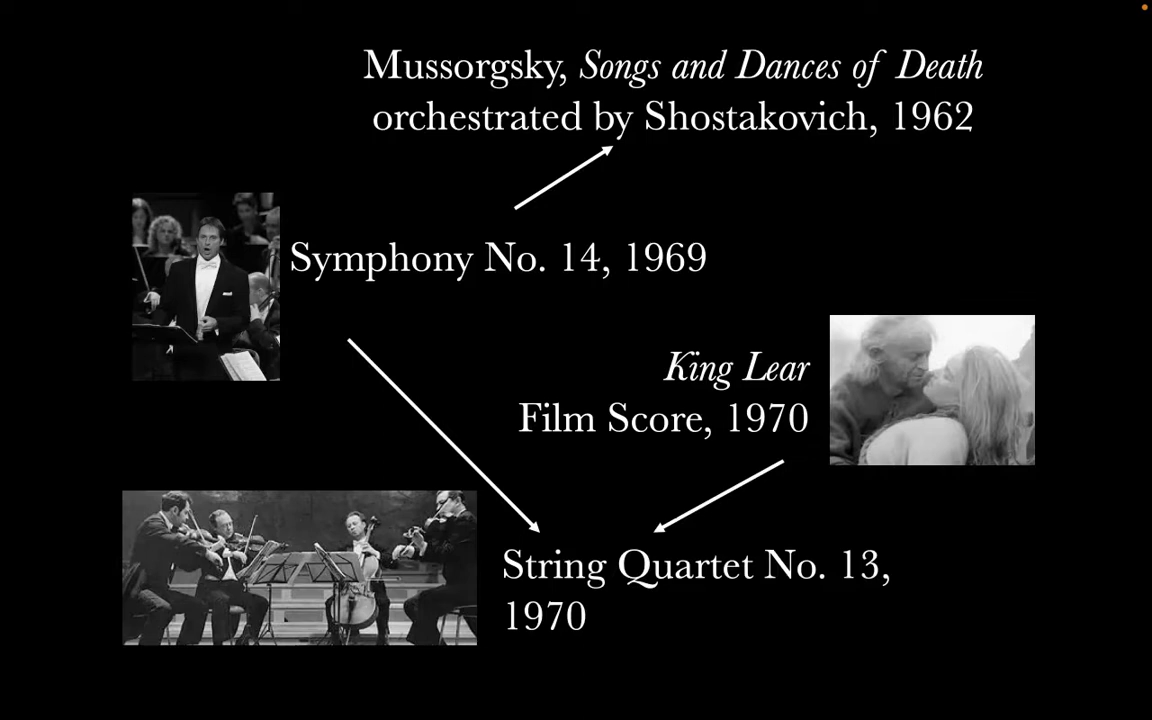 Mussorgsky, Songs and Dances of Death
orchestrated by Shostakovich, 1962
Symphony No. 14, 1969
King Lear
Film Score, 1970
String Quartet No. 13,
1970